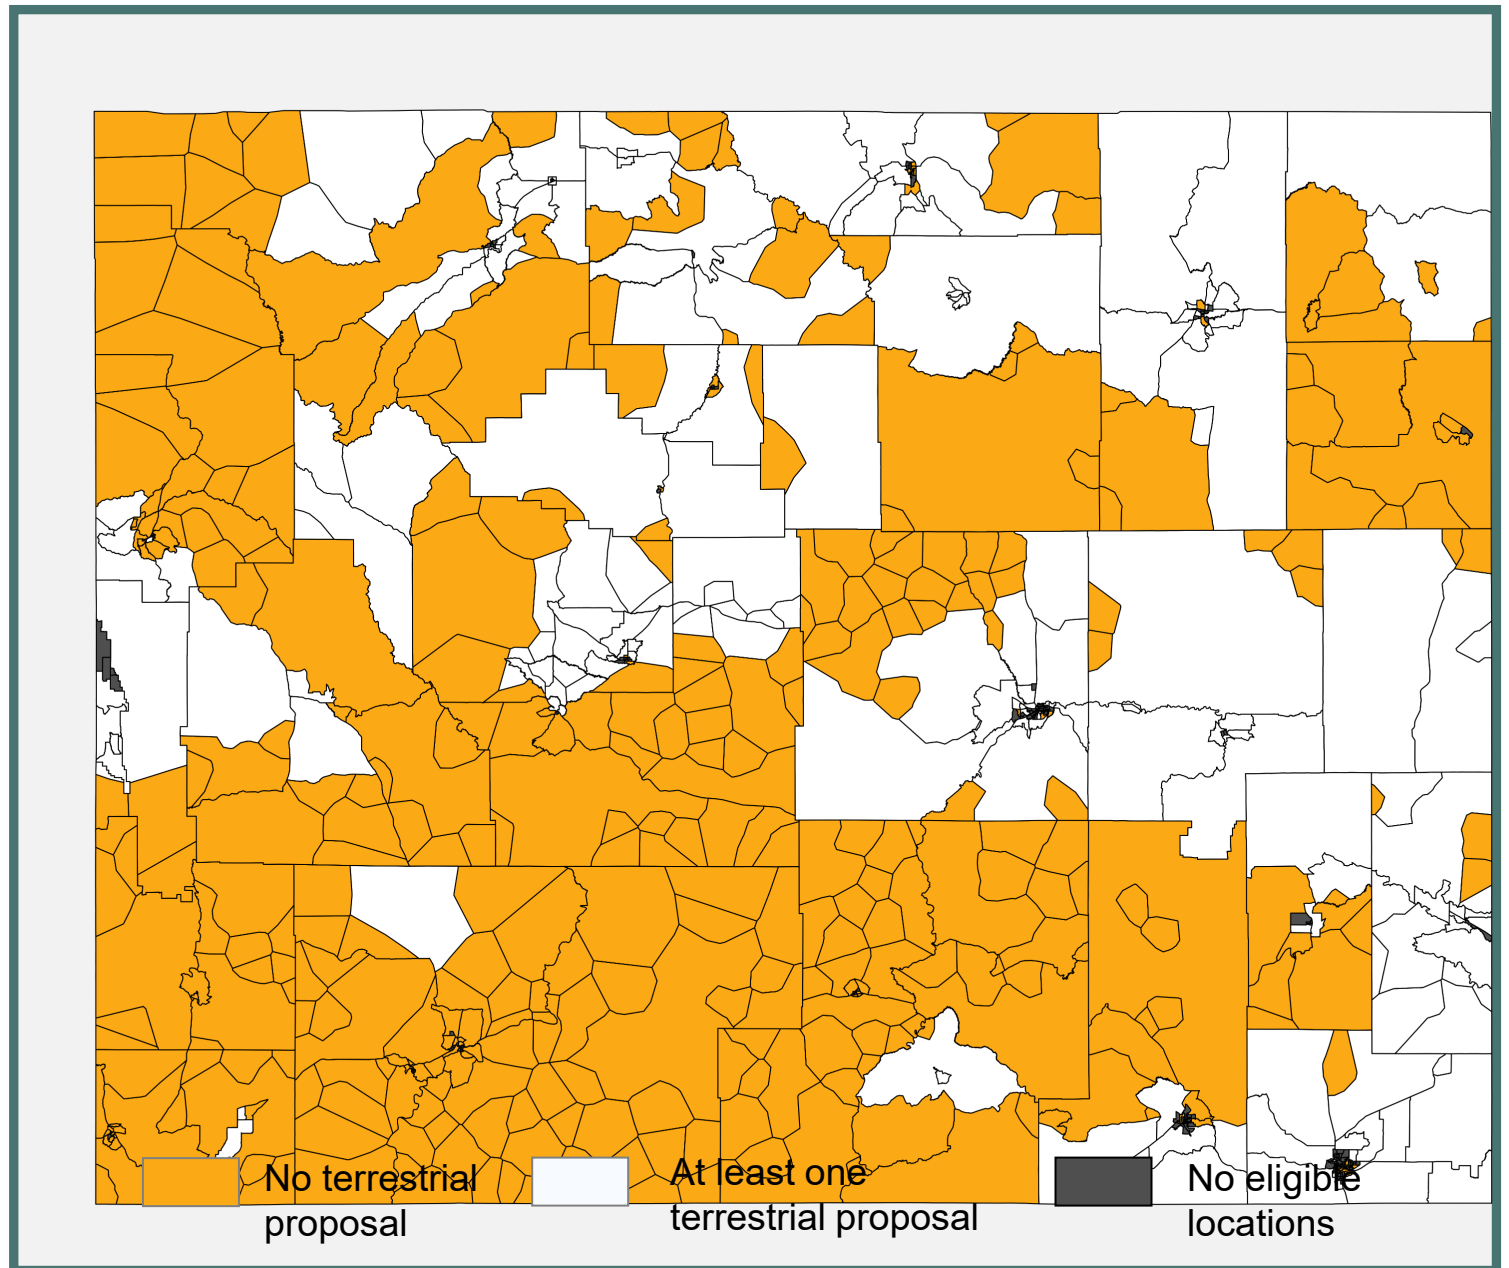 No terrestrial
proposal
At least one
terrestrial proposal
No eligible
locations